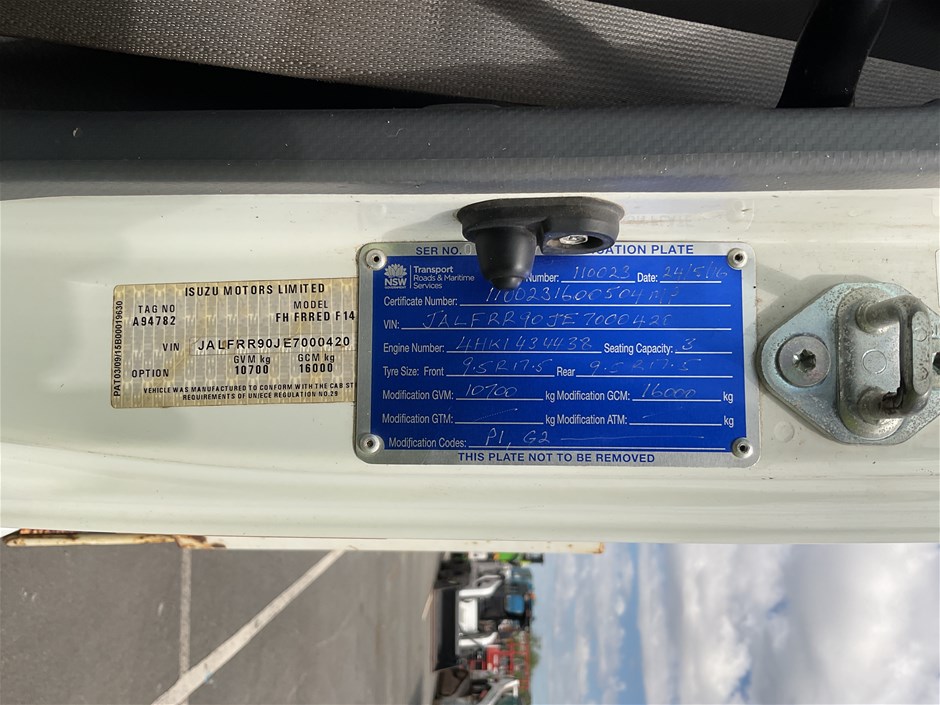 ISUZU MOTORS LIMITED
TAG NO
A94782
MODEL
FH FRRED F14
VIN JALFRR90JE7000420
GVM kg
10700
GCM kg
16000
OPTION
VEHICLE WAS MANUFACTURED TO CONFORM WITH THE CAB ST
REQUIREMENTS OF UN/ECE REGULATION NO.29
PAT03/09/15B00019630
SER NO. CATION PLATE
NSW
Transport
Roads & Maritime
Services
Number: 110023 Date: 24/5/16
Certificate Number:
VIN: JALFRR90JE7000420
Engine Number: 4HK1434438 Seating Capacity: 3
Tyre Size: Front 9.5R17.5 Rear 9.5R17.5
Modification GVM: 10700 kg Modification GCM: 16000 kg
Modification GTM: kg Modification ATM: kg
Modification Codes: P1, G2
THIS PLATE NOT TO BE REMOVED